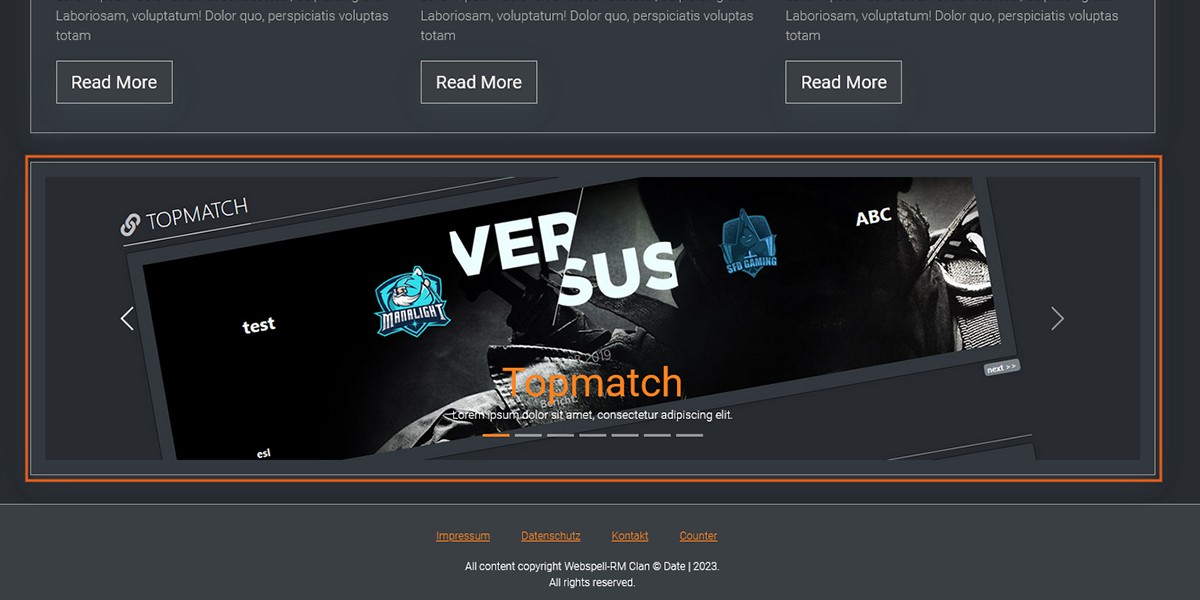 Laboriosam, voluptatum! Dolor quo, perspiciatis voluptas
totam
Read More
Laboriosam, voluptatum! Dolor quo, perspiciatis voluptas
totam
Read More
Laboriosam, voluptatum! Dolor quo, perspiciatis voluptas
totam
Read More
TOPMATCH
VER
SUS
SFD GAMING
ABC
MANALIGHT
test
2019
next >>
Topmatch
Bericht
Lorem ipsum dolor sit amet, consectetur adipiscing elit.
esl
Impressum
Datenschutz
Kontakt
Counter
All content copyright Webspell-RM Clan © Date | 2023.
All rights reserved.